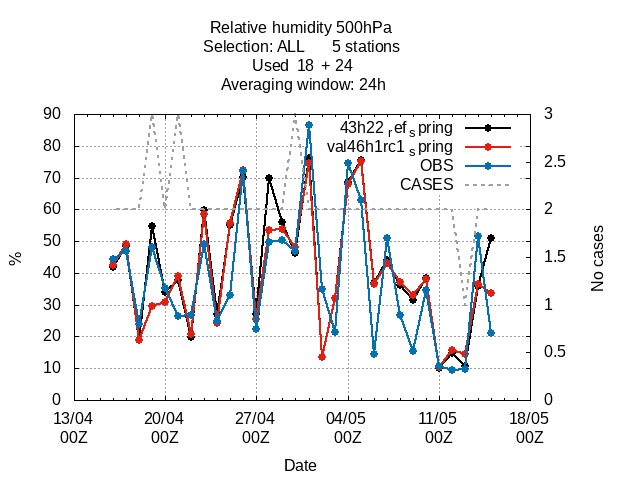 Relative humidity 500hPa
Selection: ALL 5 stations
Used 18 + 24
Averaging window: 24h
43h22refspring
val46h1rc1spring
OBS
CASES
90
80
70
60
50
40
30
20
10
0
%
3
2.5
2
1.5
1
0.5
0
No cases
13/04 20/04 27/04 04/05 11/05 18/05
00Z 00Z 00Z 00Z 00Z 00Z
Date